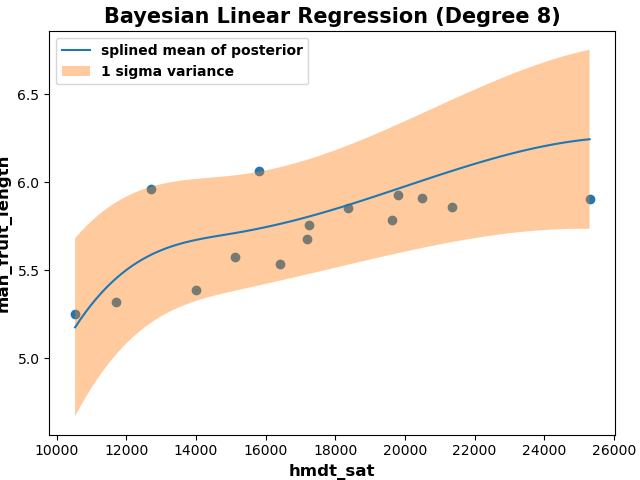 Bayesian Linear Regression (Degree 8)
splined mean of posterior
1 sigma variance
6.5
6.0
5.5
5.0
man_fruit_length
10000 12000 14000 16000 18000 20000 22000 24000 26000
hmdt_sat